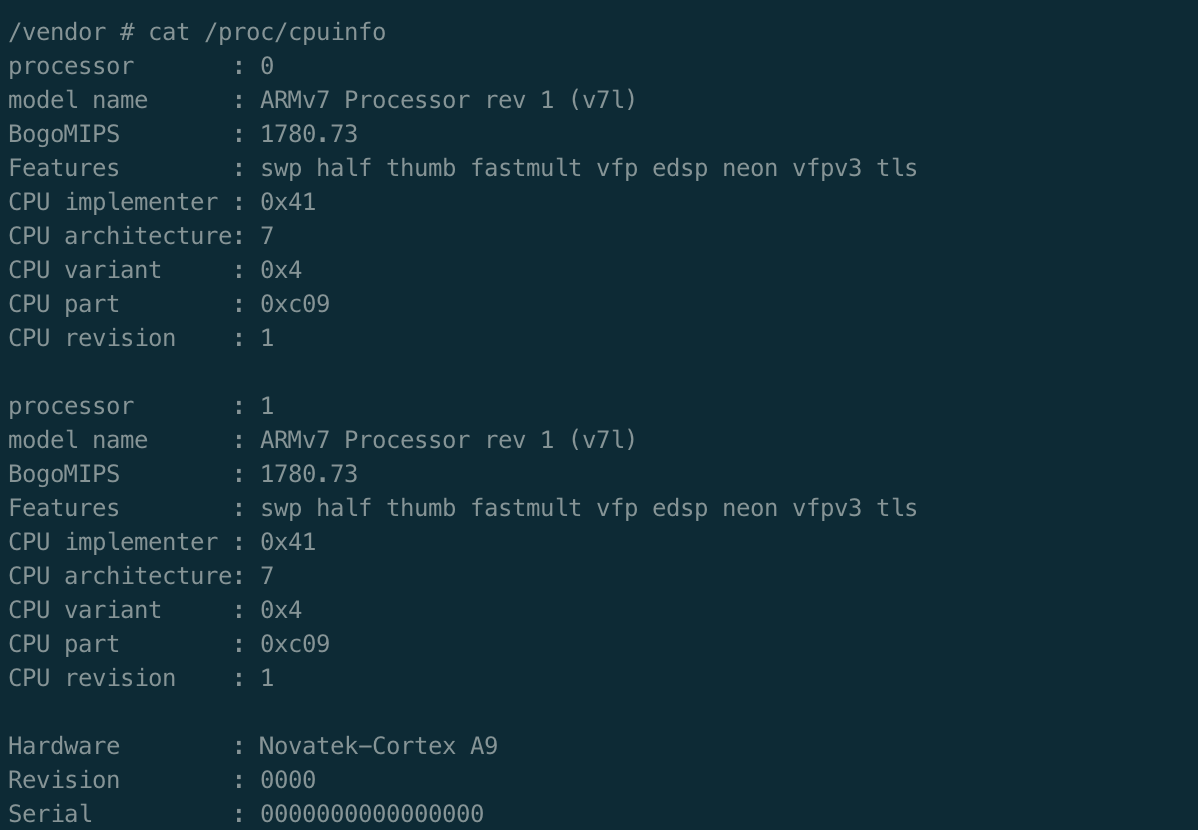 /vendor # cat /proc/cpuinfo
processor       : 0
model name      : ARMv7 Processor rev 1 (v7l)
BogoMIPS        : 1780.73
Features        : swp half thumb fastmult vfp edsp neon vfpv3 tls
CPU implementer : 0x41
CPU architecture: 7
CPU variant     : 0x4
CPU part        : 0xc09
CPU revision    : 1

processor       : 1
model name      : ARMv7 Processor rev 1 (v7l)
BogoMIPS        : 1780.73
Features        : swp half thumb fastmult vfp edsp neon vfpv3 tls
CPU implementer : 0x41
CPU architecture: 7
CPU variant     : 0x4
CPU part        : 0xc09
CPU revision    : 1

Hardware        : Novatek-Cortex A9
Revision        : 0000
Serial          : 0000000000000000